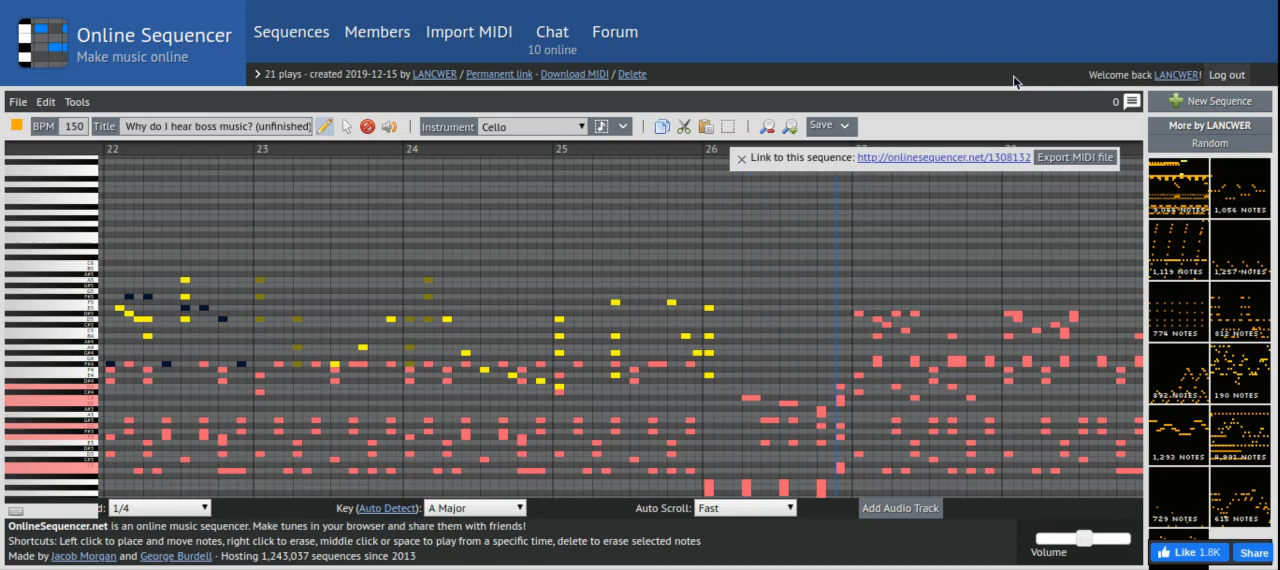 Online Sequencer
Make music online
Sequences Members Import MIDI Chat Forum
10 online
21 plays · created 2019-12-15 by LANCWER / Permanent link · Download MIDI / Delete
Welcome back LANCWER! Log out
File Edit Tools
0
New Sequence
BPM 150 Title Why do I hear boss music? (unfinished)
Instrument Cello
Save
More by LANCWER
Random
22 23 24 25 26
Link to this sequence: http://onlinesequencer.net/1308132 Export MIDI file
1,056 NOTES
1,119 NOTES 1,257 NOTES
774 NOTES 812 NOTES
892 NOTES 190 NOTES
1,293 NOTES 4,991 NOTES
729 NOTES 615 NOTES
1/4
Key (Auto Detect): A Major
Auto Scroll: Fast
Add Audio Track
OnlineSequencer.net is an online music sequencer. Make tunes in your browser and share them with friends!
Shortcuts: Left click to place and move notes, right click to erase, middle click or space to play from a specific time, delete to erase selected notes
Made by Jacob Morgan and George Burdell · Hosting 1,243,037 sequences since 2013
Volume
Like 1.8K Share